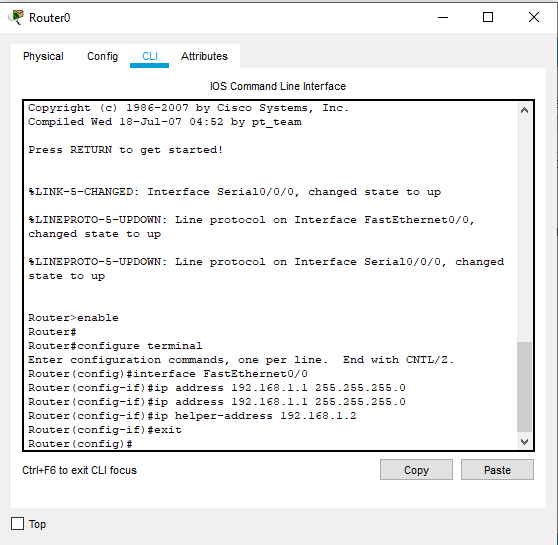 Router0
Physical Config CLI Attributes
IOS Command Line Interface
Copyright (c) 1986-2007 by Cisco Systems, Inc.
Compiled Wed 18-Jul-07 04:52 by pt_team
Press RETURN to get started!
%LINK-5-CHANGED: Interface Serial0/0/0, changed state to up
%LINEPROTO-5-UPDOWN: Line protocol on Interface FastEthernet0/0,
changed state to up
%LINEPROTO-5-UPDOWN: Line protocol on Interface Serial0/0/0, changed
state to up
Router>enable
Router#
Router#configure terminal
Enter configuration commands, one per line.  End with CNTL/Z.
Router(config)#interface FastEthernet0/0
Router(config-if)#ip address 192.168.1.1 255.255.255.0
Router(config-if)#ip address 192.168.1.1 255.255.255.0
Router(config-if)#ip helper-address 192.168.1.2
Router(config-if)#exit
Router(config)#
Ctrl+F6 to exit CLI focus
Copy Paste
Top